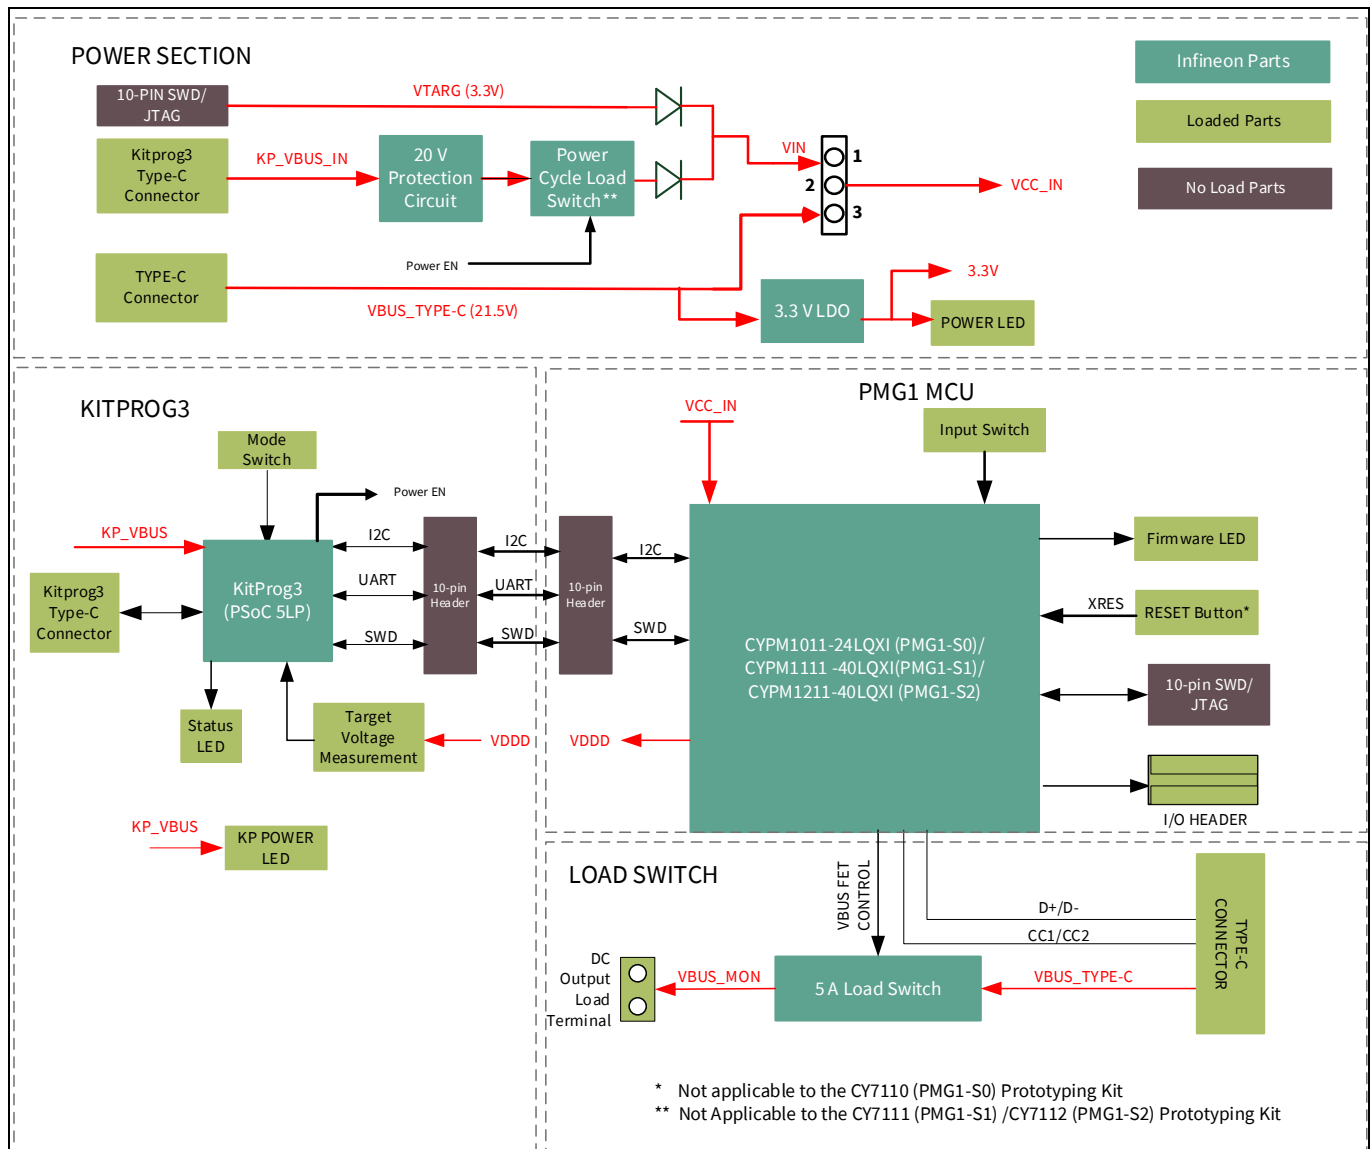 POWER SECTION
Infineon Parts
Loaded Parts
No Load Parts
10-PIN SWD/
JTAG
VTARG (3.3V)
Kitprog3
Type-C
Connector
KP_VBUS_IN
20 V
Protection
Circuit
Power
Cycle Load
Switch**
VIN
1
2
3
VCC_IN
Power EN
TYPE-C
Connector
VBUS_TYPE-C (21.5V)
3.3 V LDO
3.3V
POWER LED
KITPROG3
Mode
Switch
Power EN
KP_VBUS
KitProg3
(PSoC 5LP)
Kitprog3
Type-C
Connector
I2C
UART
SWD
10-pin
Header
I2C
UART
SWD
10-pin
Header
Status
LED
Target
Voltage
Measurement
VDDD
KP_VBUS
KP POWER
LED
PMG1 MCU
VCC_IN
Input Switch
I2C
SWD
VDDD
CYPM1011-24LQXI (PMG1-S0)/
CYPM1111 -40LQXI(PMG1-S1)/
CYPM1211-40LQXI (PMG1-S2)
Firmware LED
XRES
RESET Button*
10-pin SWD/
JTAG
I/O HEADER
LOAD SWITCH
VBUS FET
CONTROL
D+/D-
CC1/CC2
TYPE-C
CONNECTOR
DC
Output
Load
Terminal
VBUS_MON
5 A Load Switch
VBUS_TYPE-C
* Not applicable to the CY7110 (PMG1-S0) Prototyping Kit
** Not Applicable to the CY7111 (PMG1-S1) /CY7112 (PMG1-S2) Prototyping Kit